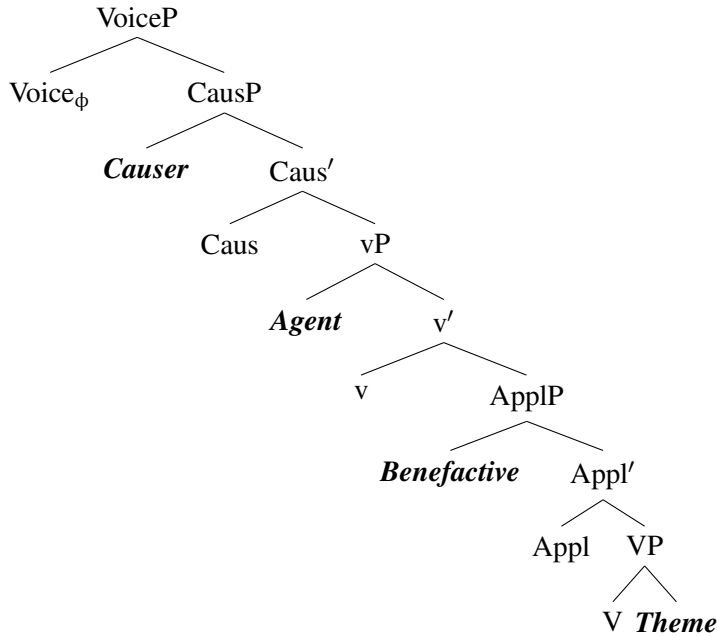 VoiceP
Voiceϕ CausP
Causer Caus′
Caus vP
Agent v′
v ApplP
Benefactive Appl′
Appl VP
V Theme